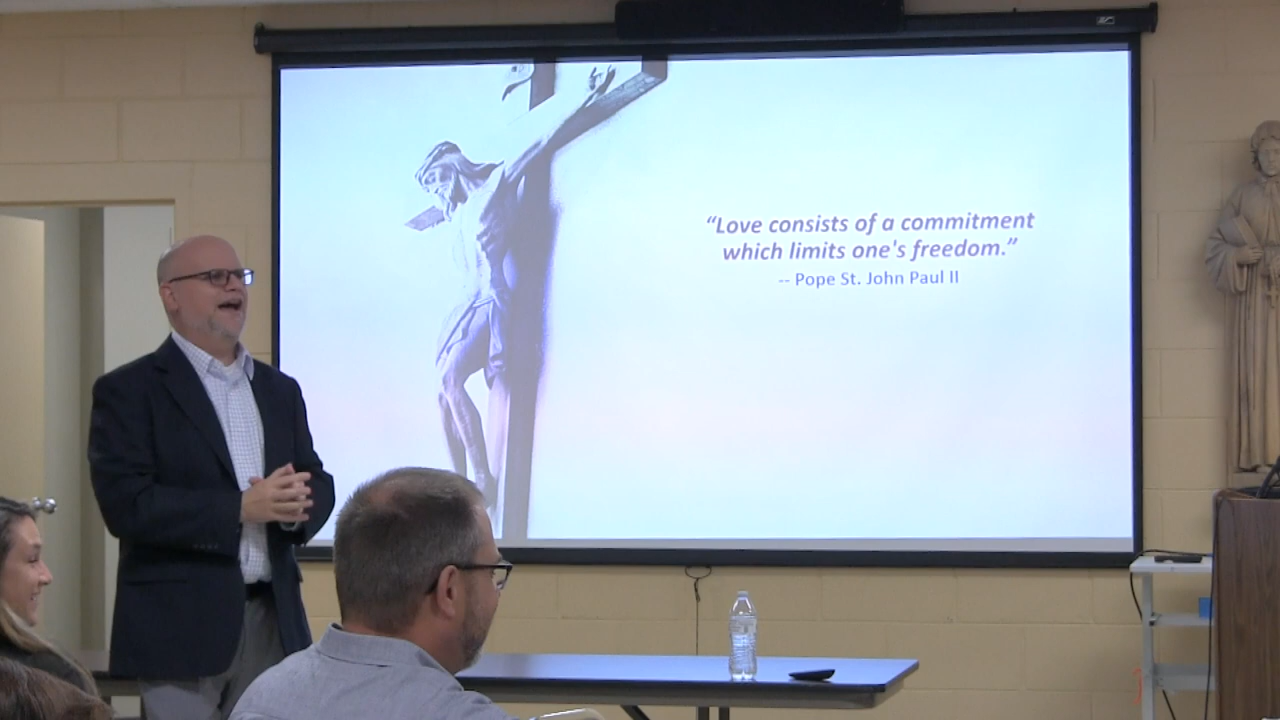 “Love consists of a commitment
which limits one's freedom.”
-- Pope St. John Paul II